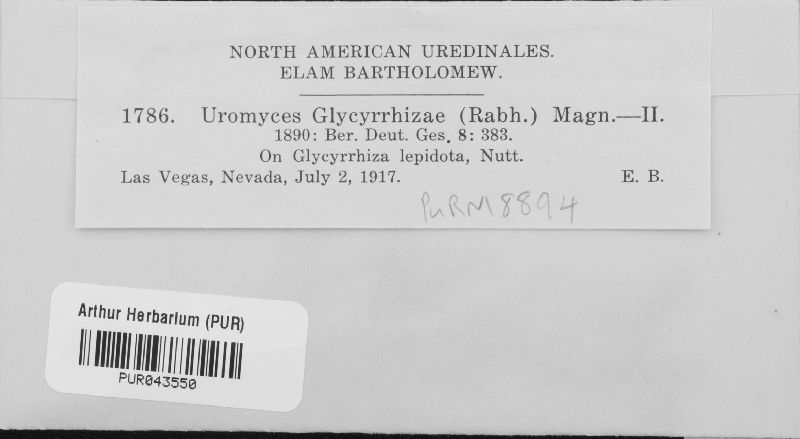 NORTH AMERICAN UREDINALES.
ELAM BARTHOLOMEW.
1786. Uromyces Glycyrrhizae (Rabh.) Magn.—II.
1890: Ber. Deut. Ges. 8: 383.
On Glycyrrhiza lepidota, Nutt.
Las Vegas, Nevada, July 2, 1917. E. B.
PURN18894
Arthur Herbarium (PUR)
PUR043550